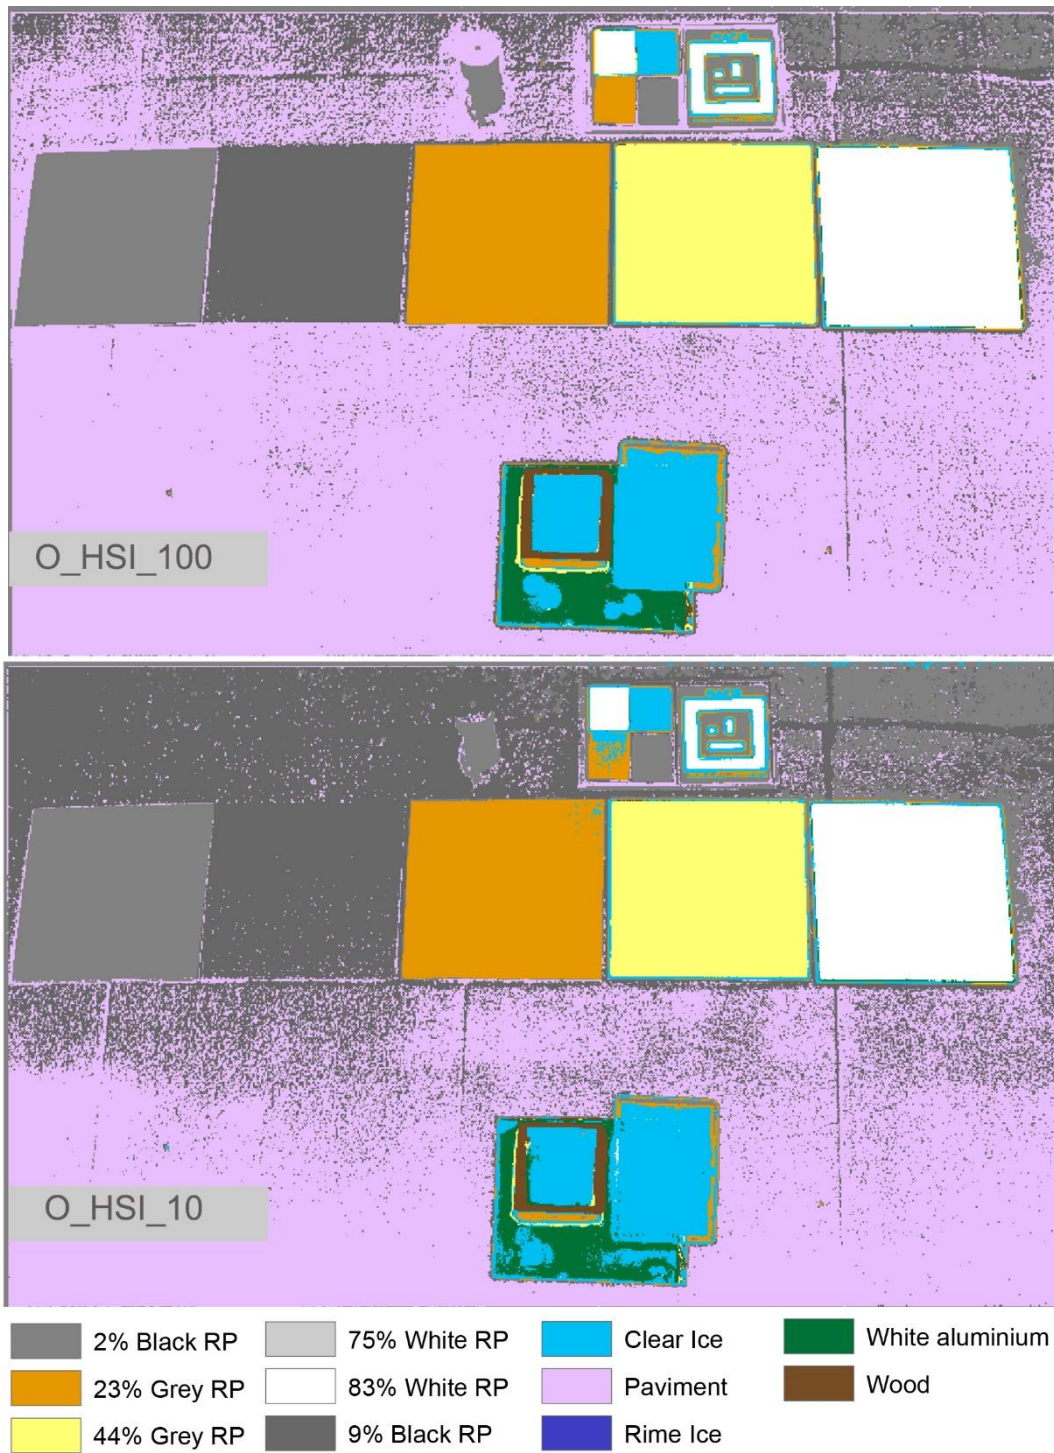 O_HSI_100
O_HSI_10
2% Black RP
75% White RP
Clear Ice
White aluminium
23% Grey RP
83% White RP
Paviment
Wood
44% Grey RP
9% Black RP
Rime Ice